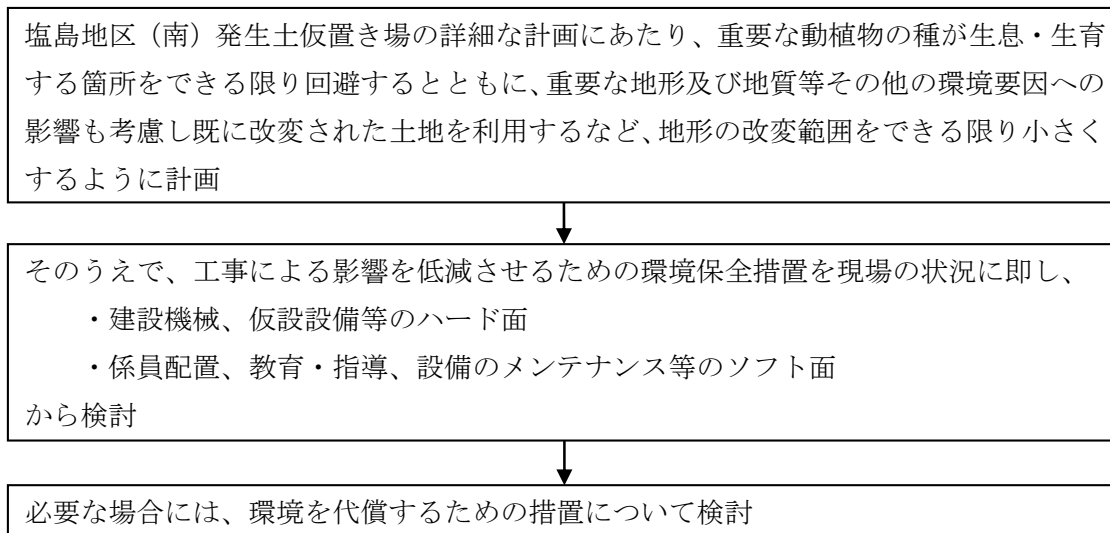 塩島地区（南）発生土仮置き場の詳細な計画にあたり、重要な動植物の種が生息・生育
する箇所をできる限り回避するとともに、重要な地形及び地質等その他の環境要因への
影響も考慮し既に改変された土地を利用するなど、地形の改変範囲をできる限り小さく
するように計画
そのうえで、工事による影響を低減させるための環境保全措置を現場の状況に即し、
・建設機械、仮設設備等のハード面
・係員配置、教育・指導、設備のメンテナンス等のソフト面
から検討
必要な場合には、環境を代償するための措置について検討